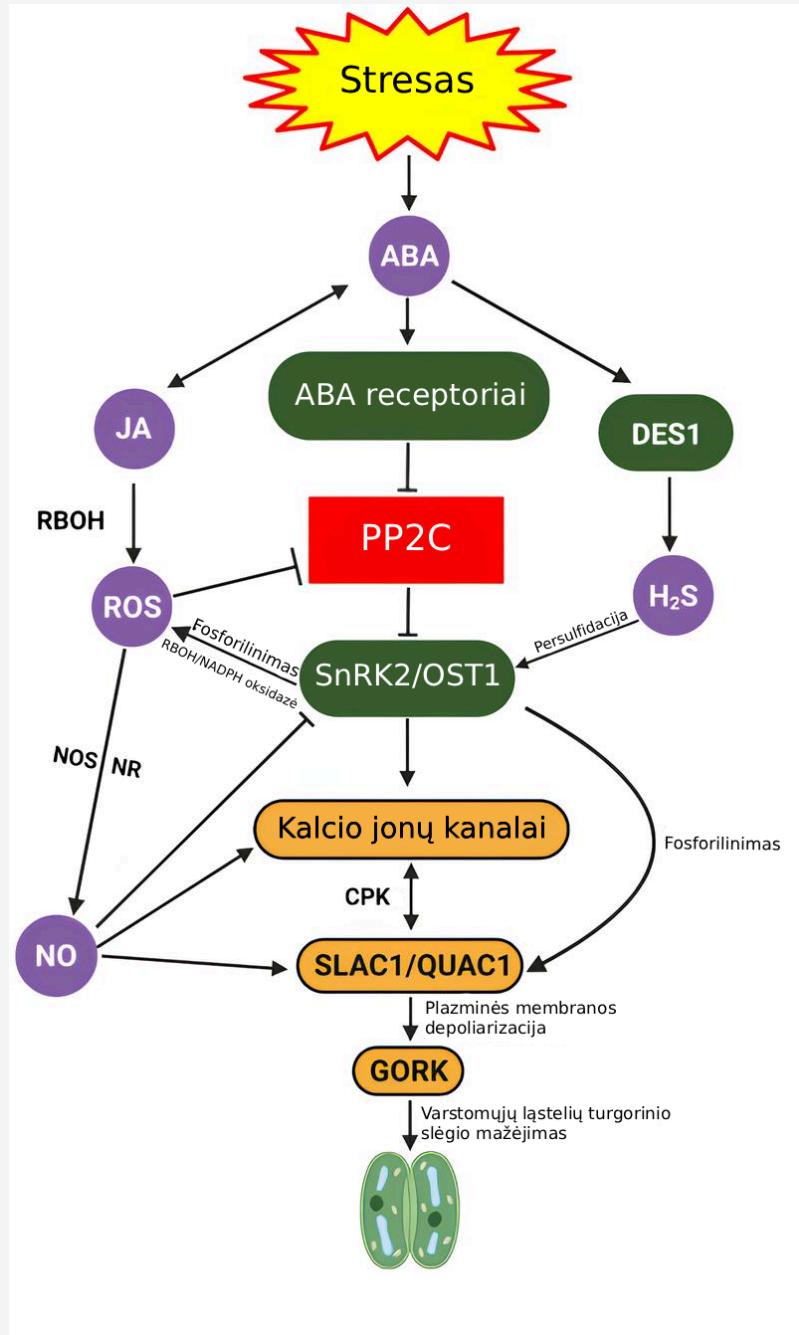 Stresas
ABA
ABA receptoriai
JA
DES1
RBOH
PP2C
ROS
H₂S
Fosforilinimas
RBOH/NADPH oksidazė
Persulfidacija
SnRK2/OST1
NOS NR
Kalcio jonų kanalai
Fosforilinimas
CPK
NO
SLAC1/QUAC1
Plazminės membranos
depoliarizacija
GORK
Varstomųjų ląstelių turgorinio
slėgio mažėjimas